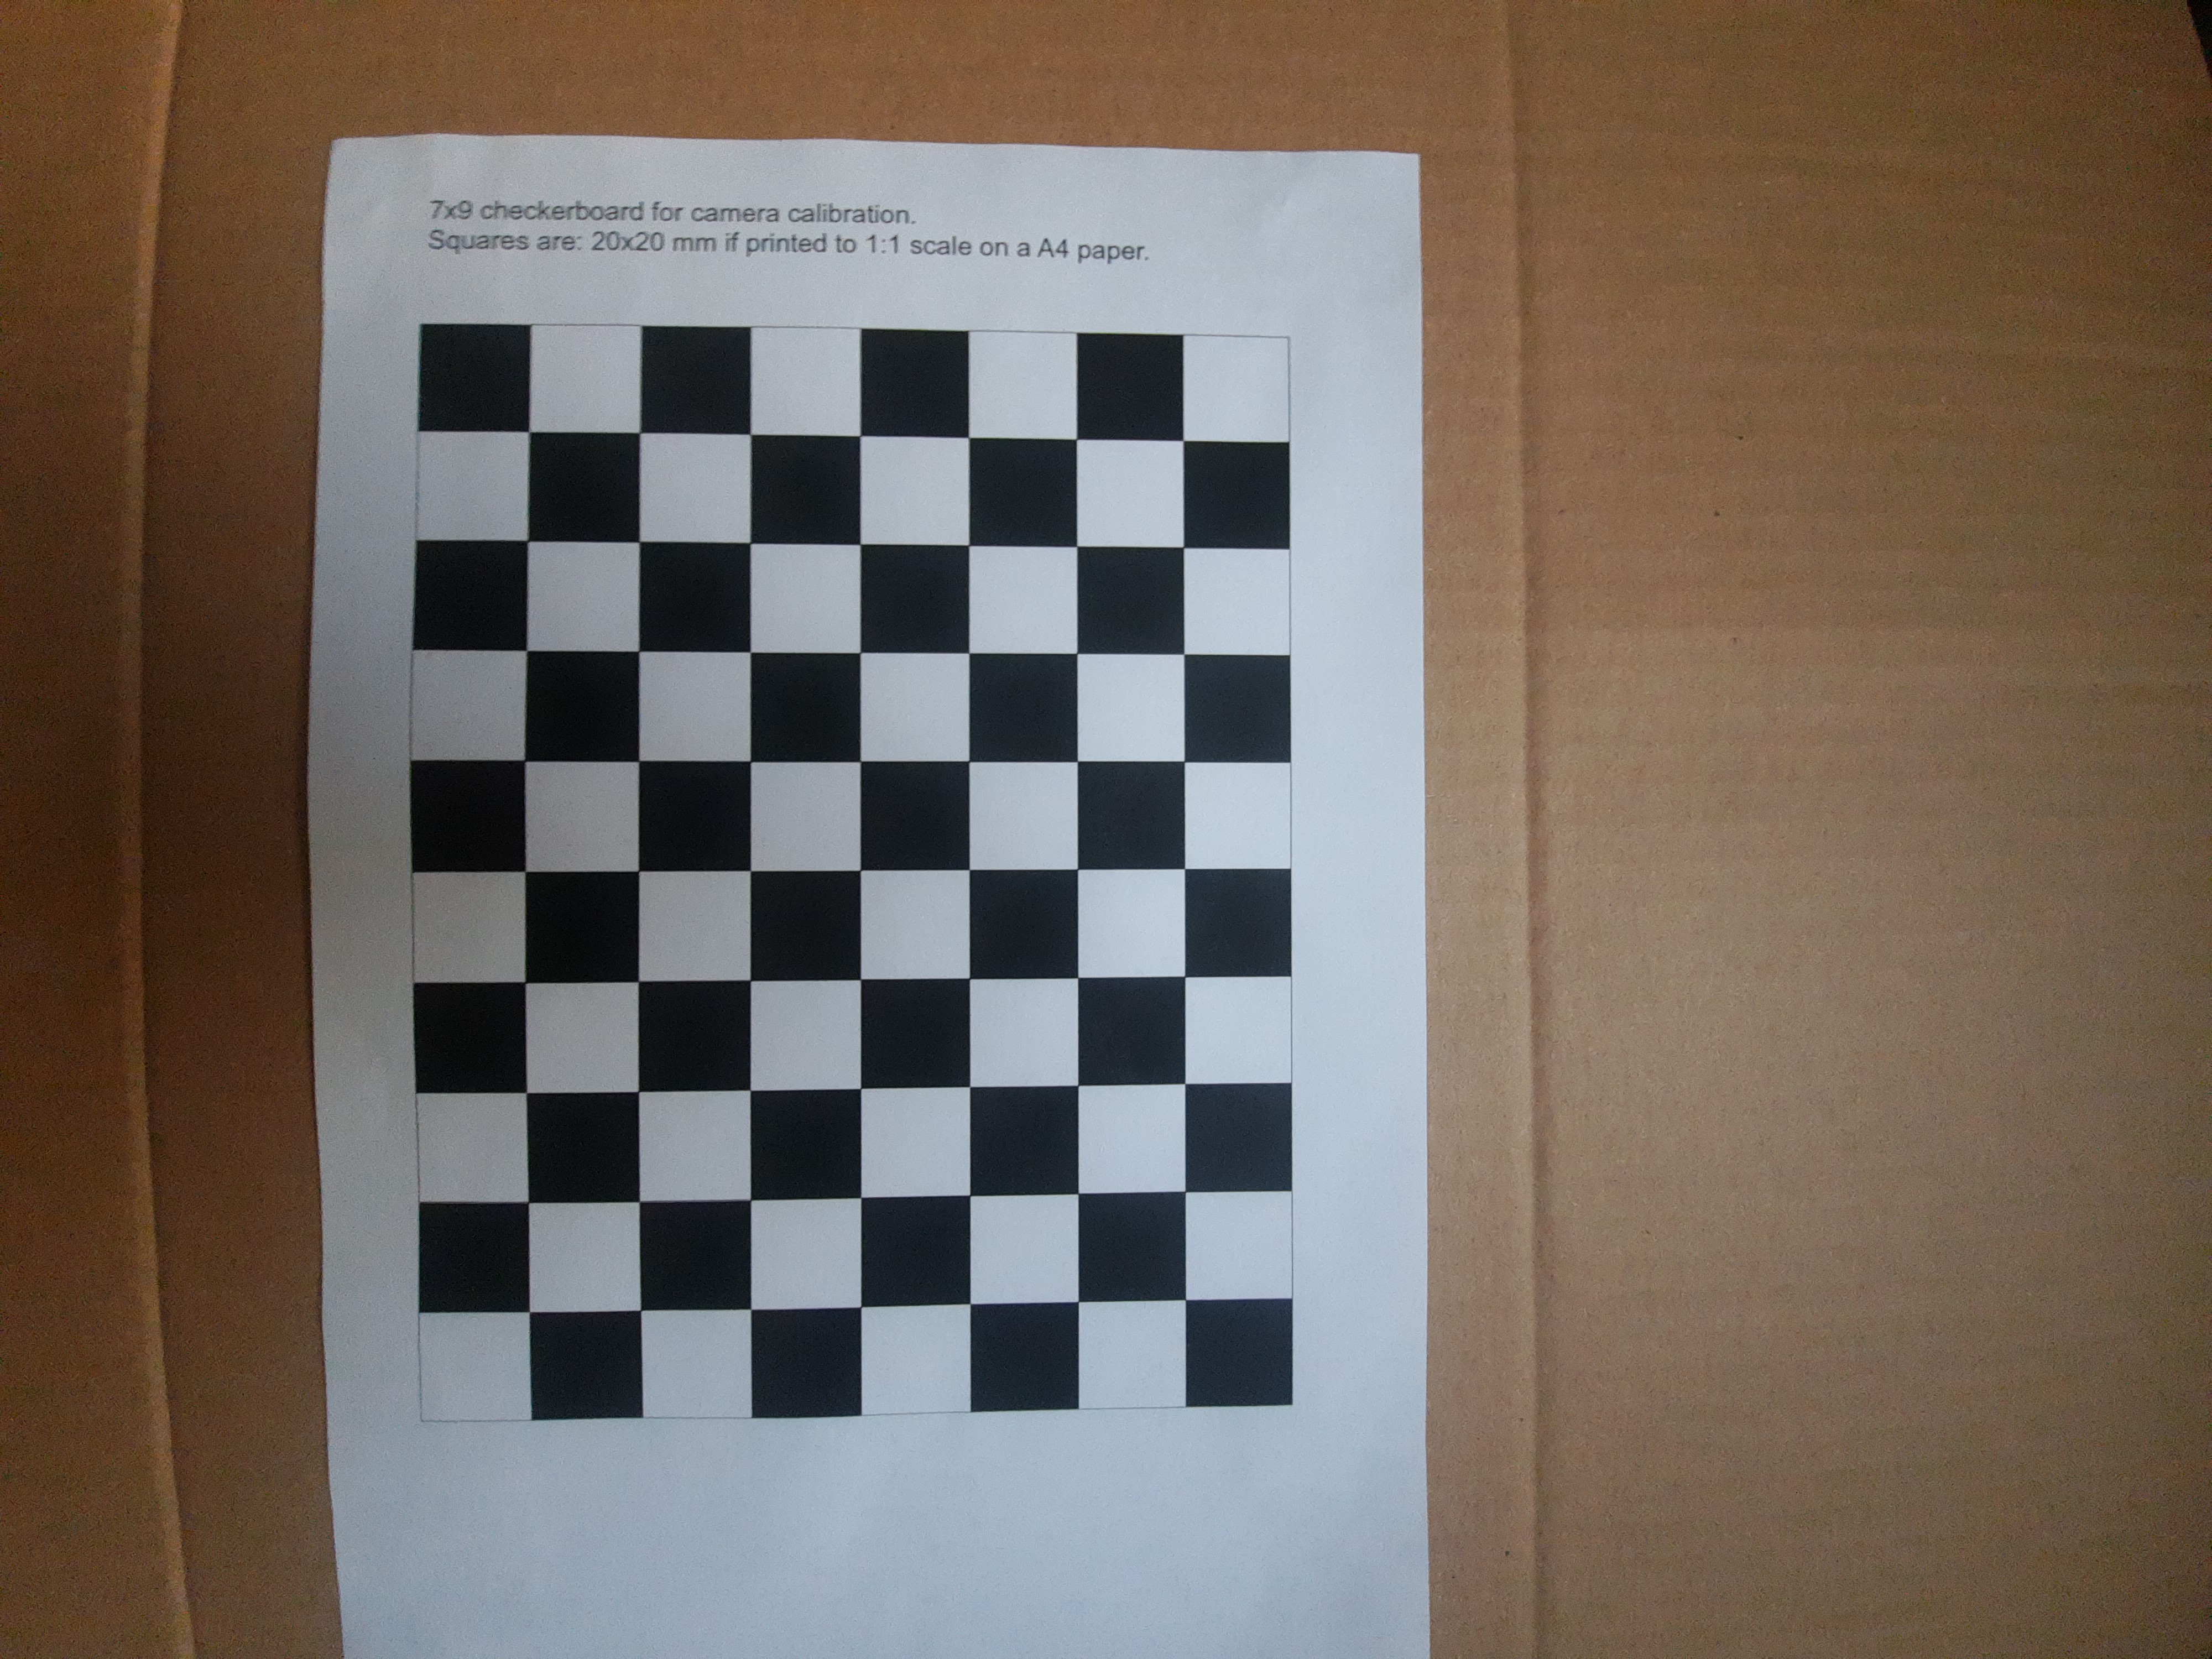 7x9 checkerboard for camera calibration.
Squares are: 20x20 mm if printed to 1:1 scale on a A4 paper.